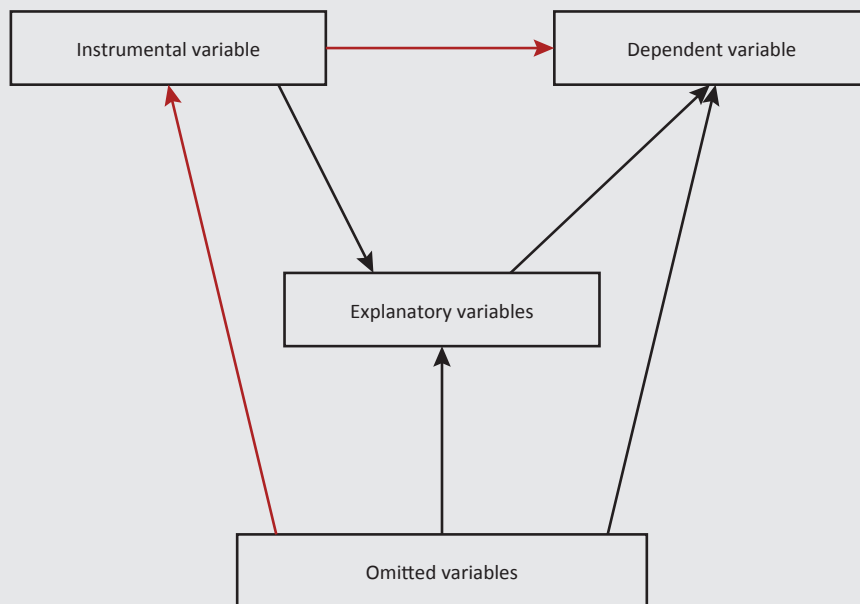 Instrumental variable
Dependent variable
Explanatory variables
Omitted variables